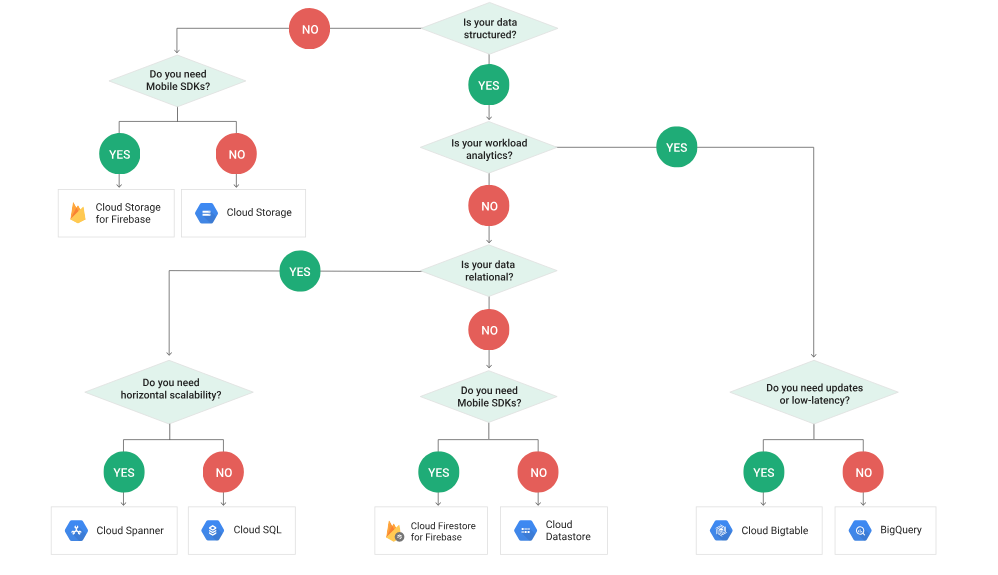 Is your data
structured?
NO
Do you need
Mobile SDKs?
YES
Is your workload
analytics?
YES
YES
NO
Cloud Storage
for Firebase
Cloud Storage
NO
Is your data
relational?
YES
NO
Do you need
horizontal scalability?
Do you need
Mobile SDKs?
Do you need updates
or low-latency?
YES
NO
YES
NO
YES
NO
Cloud Spanner
Cloud SQL
Cloud Firestore
for Firebase
Cloud
Datastore
Cloud Bigtable
BigQuery